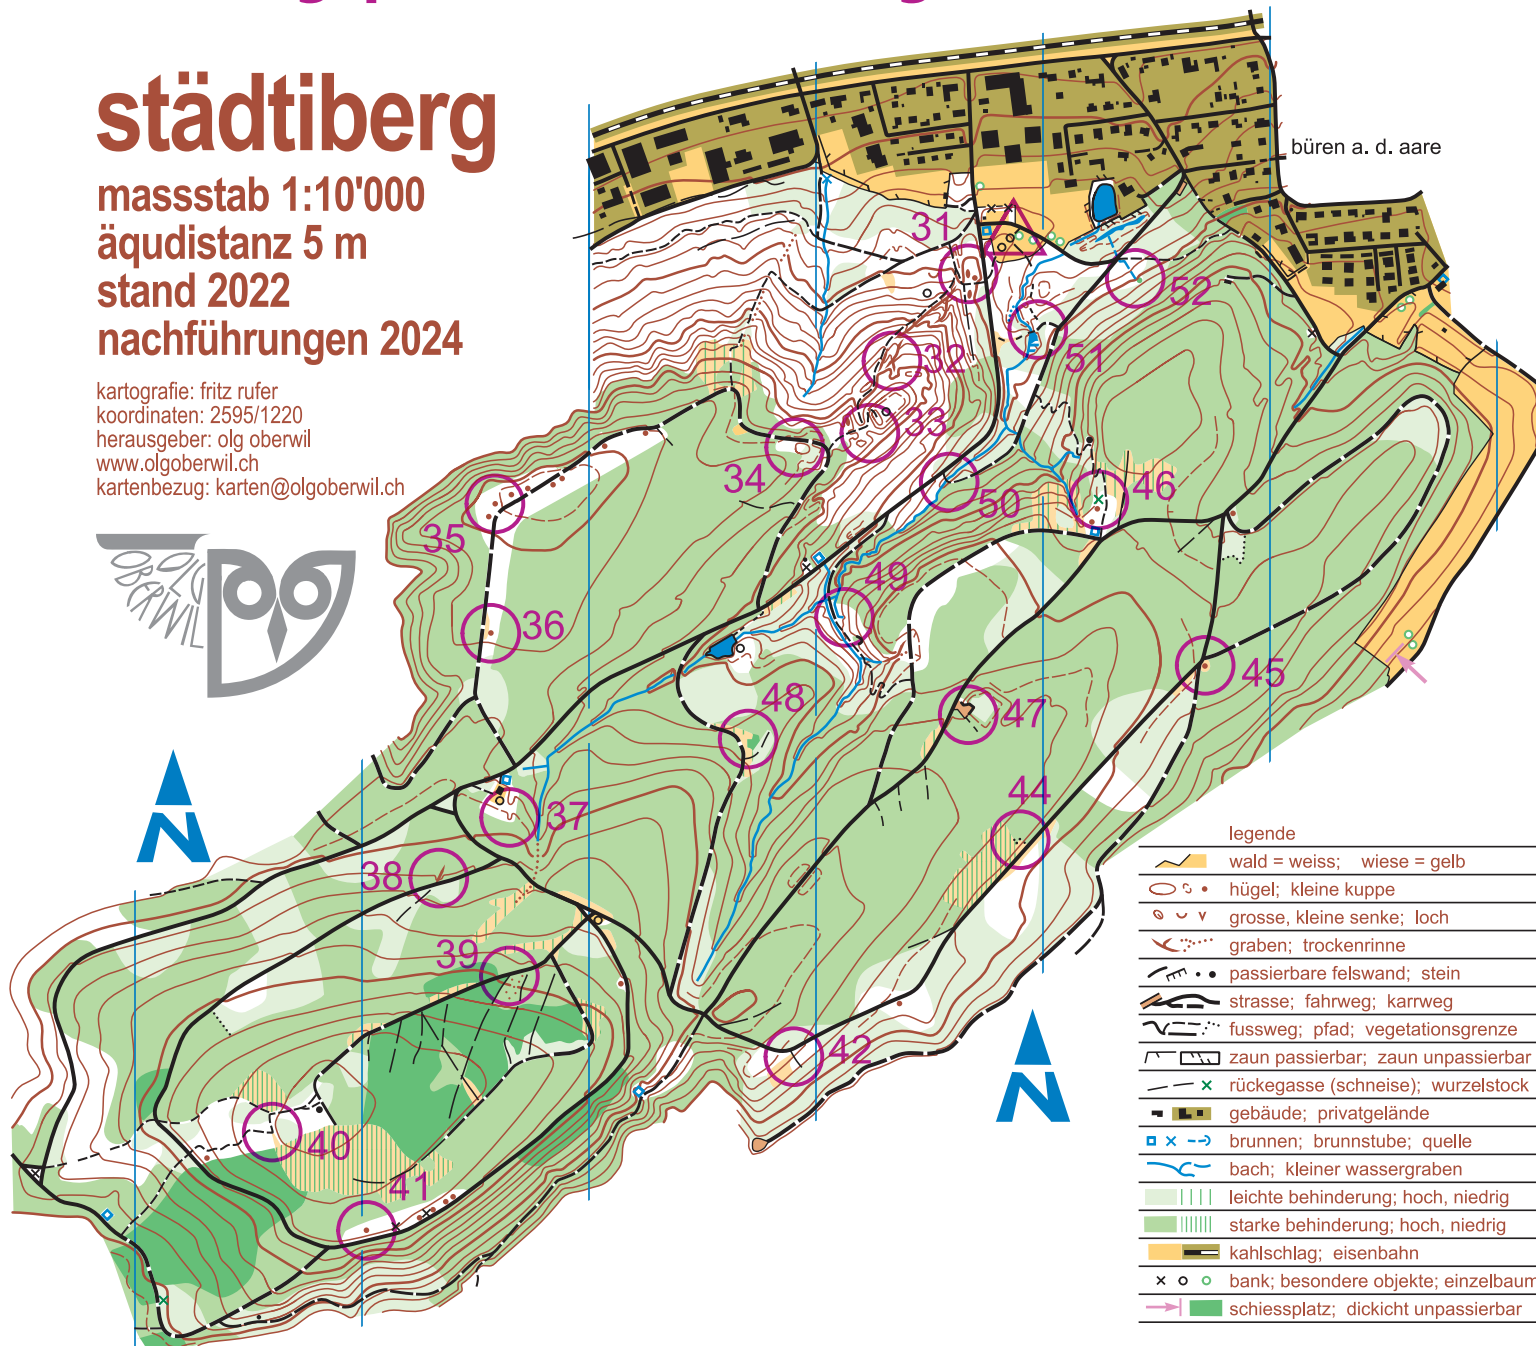 städtiberg
massstab 1:10'000
äqudistanz 5 m
stand 2022
nachführungen 2024
kartografie: fritz rufer
koordinaten: 2595/1220
herausgeber: olg oberwil
www.olgoberwil.ch
kartenbezug: karten@olgoberwil.ch
OLG
OBERWIL
büren a. d. aare
31
52
32
51
33
34
46
50
35
49
36
45
48
47
44
37
38
39
42
40
41
N
N
legende
wald = weiss; wiese = gelb
hügel; kleine kuppe
grosse, kleine senke; loch
graben; trockenrinne
passierbare felswand; stein
strasse; fahrweg; karrweg
fussweg; pfad; vegetationsgrenze
zaun passierbar; zaun unpassierbar
rückegasse (schneise); wurzelstock
gebäude; privatgelände
brunnen; brunnstube; quelle
bach; kleiner wassergraben
leichte behinderung; hoch, niedrig
starke behinderung; hoch, niedrig
kahlschlag; eisenbahn
bank; besondere objekte; einzelbaum
schiessplatz; dickicht unpassierbar